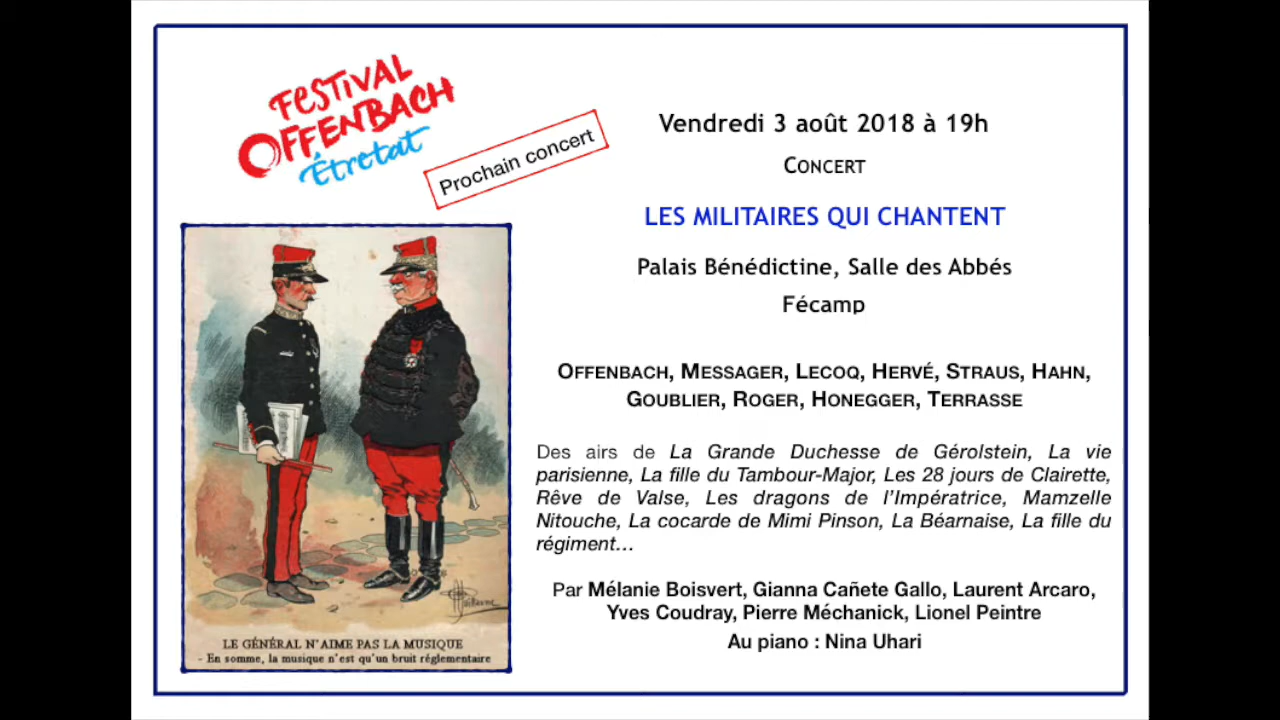 FESTIVAL
OFFENBACH
Étretat
Prochain concert
Vendredi 3 août 2018 à 19h
CONCERT
LES MILITAIRES QUI CHANTENT
Palais Bénédictine, Salle des Abbés
Fécamp
OFFENBACH, MESSAGER, LECOQ, HERVÉ, STRAUS, HAHN,
GOUBLIER, ROGER, HONEGGER, TERRASSE
Des airs de La Grande Duchesse de Gérolstein, La vie
parisienne, La fille du Tambour-Major, Les 28 jours de Clairette,
Rêve de Valse, Les dragons de l'Impératrice, Mamzelle
Nitouche, La cocarde de Mimi Pinson, La Béarnaise, La fille du
régiment…
Par Mélanie Boisvert, Gianna Cañete Gallo, Laurent Arcaro,
Yves Coudray, Pierre Méchanick, Lionel Peintre
Au piano : Nina Uhari
Guillaume
LE GÉNÉRAL N'AIME PAS LA MUSIQUE
- En somme, la musique n'est qu'un bruit réglementaire